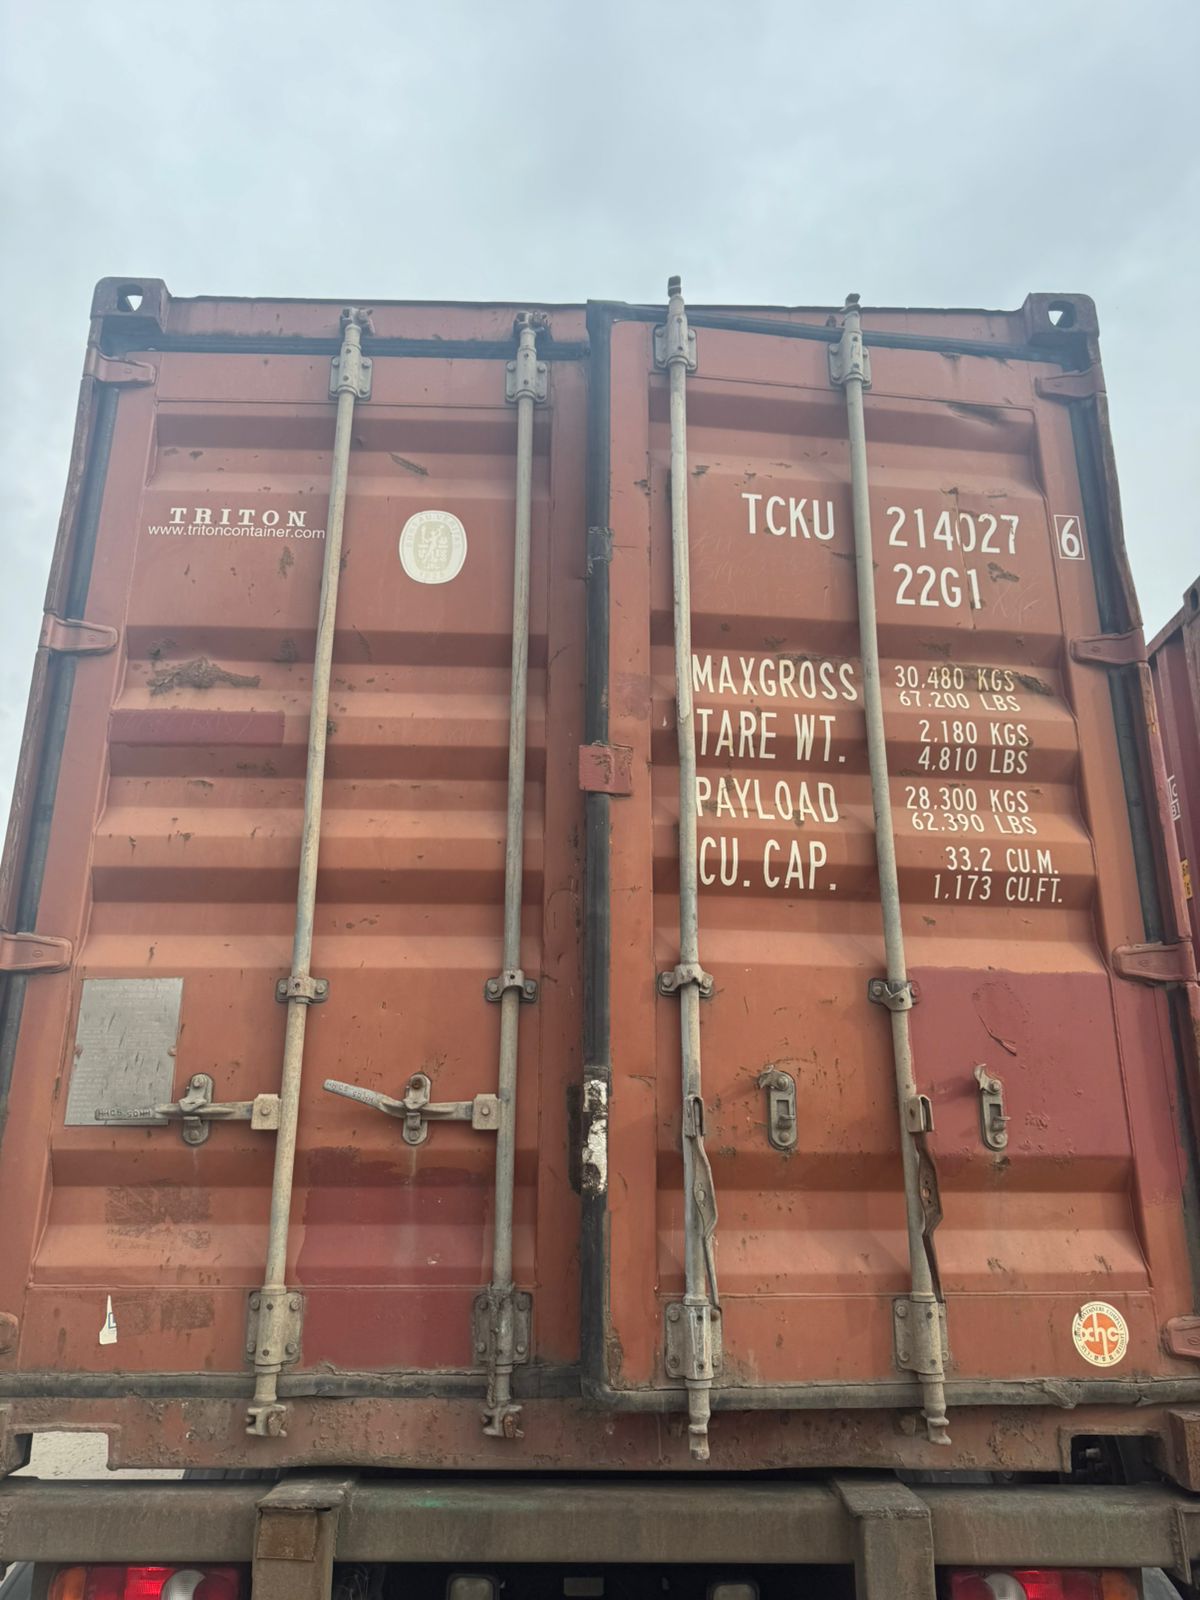 TRITON
www.tritoncontainer.com
TCKU 214027 6
22G1
MAXGROSS 30,480 KGS
67,200 LBS
TARE WT. 2,180 KGS
4,810 LBS
PAYLOAD 28,300 KGS
62,390 LBS
CU. CAP. 33.2 CU.M.
1,173 CU.FT.
xhc